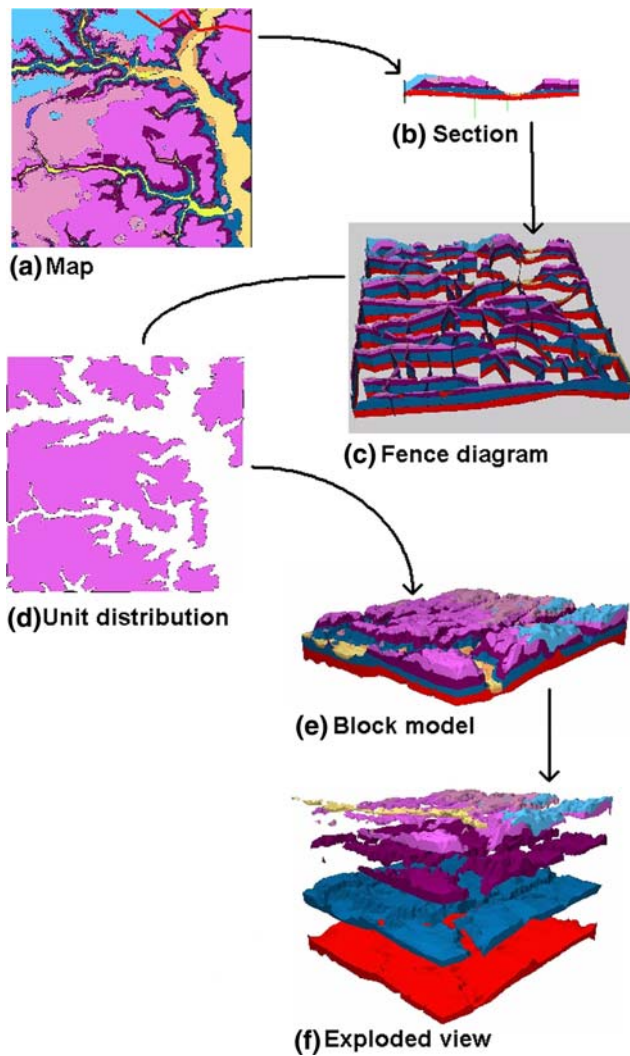 (a) Map
(b) Section
(c) Fence diagram
(d) Unit distribution
(e) Block model
(f) Exploded view